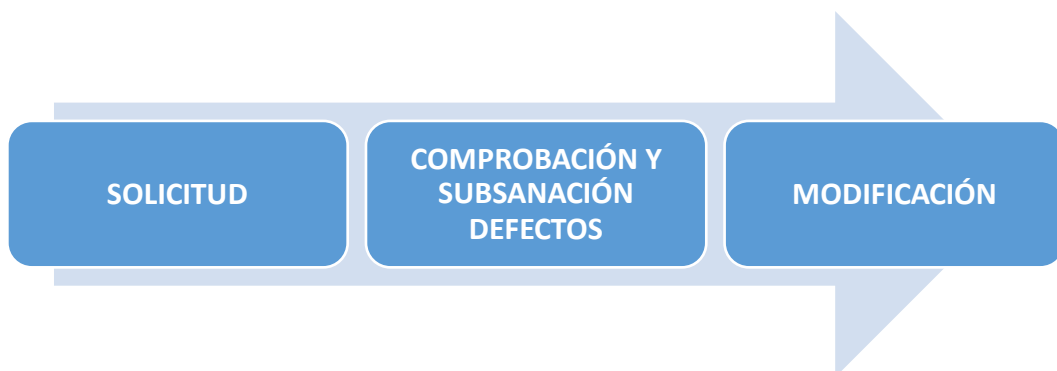 SOLICITUD
COMPROBACIÓN Y
SUBSANACIÓN
DEFECTOS
MODIFICACIÓN